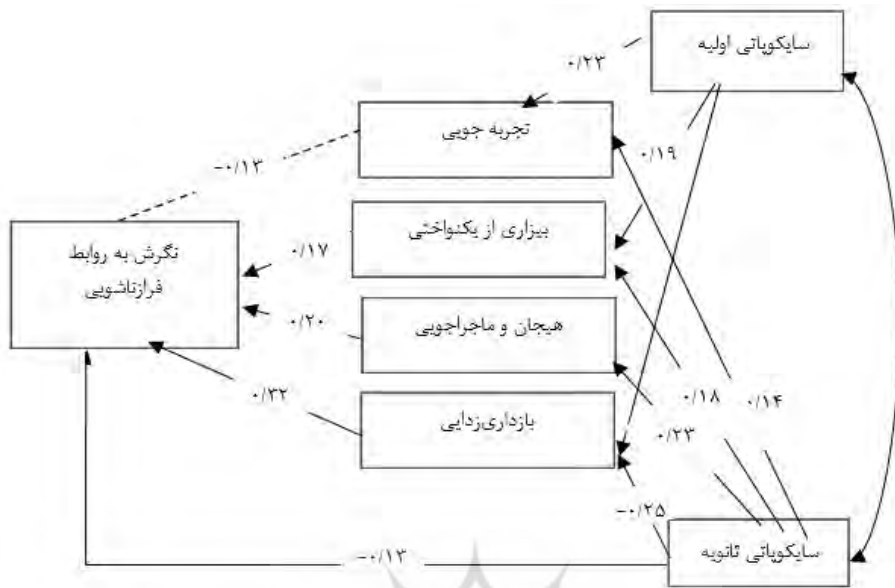 سایکوپاتی اولیه
۰/۲۳
تجربه جویی
۰/۱۹
-۰/۱۳
بیزاری از یکنواختی
نگرش به روابط
فرازناشویی
۰/۱۷
هیجان و ماجراجویی
۰/۲۰
۰/۱۸
۰/۱۴
۰/۳۲
بازداری‌زدایی
۰/۲۳
-۰/۲۵
سایکوپاتی ثانویه
-۰/۱۳